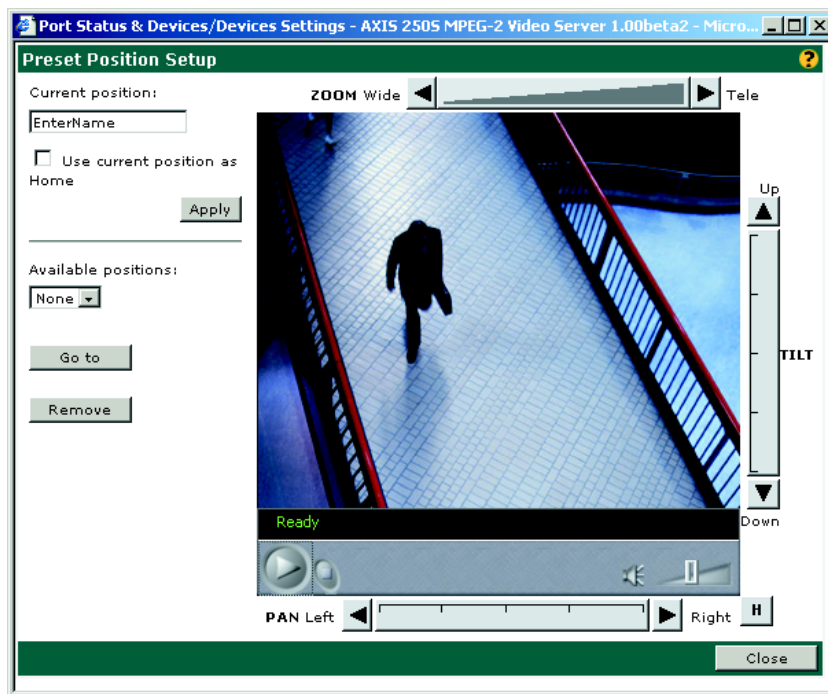 Port Status & Devices/Devices Settings - AXIS 250S MPEG-2 Video Server 1.00beta2 - Micro...
Preset Position Setup
?
Current position:
EnterName
Use current position as
Home
Apply
Available positions:
None
Go to
Remove
ZOOM Wide
Tele
Up
TILT
Down
Ready
PAN Left
Right
H
Close